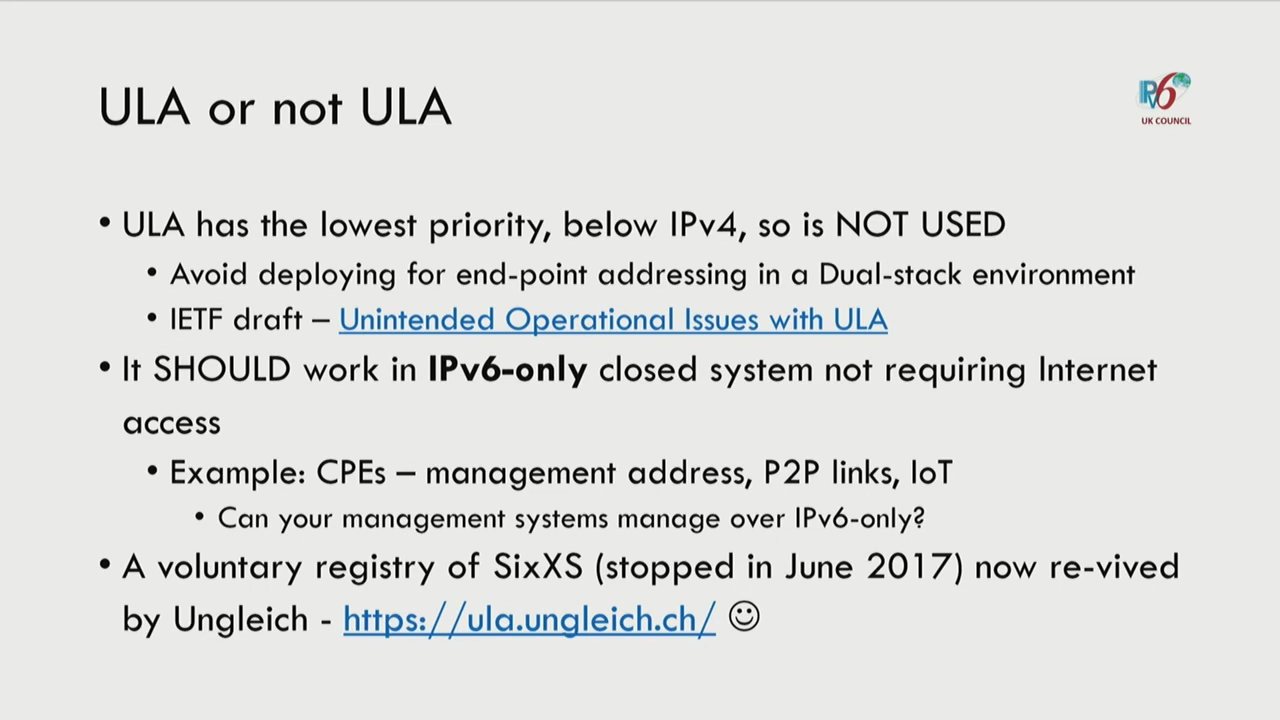 ULA or not ULA
IPv6
UK COUNCIL
• ULA has the lowest priority, below IPv4, so is NOT USED
• Avoid deploying for end-point addressing in a Dual-stack environment
• IETF draft – Unintended Operational Issues with ULA
• It SHOULD work in IPv6-only closed system not requiring Internet
access
• Example: CPEs – management address, P2P links, IoT
• Can your management systems manage over IPv6-only?
• A voluntary registry of SixXS (stopped in June 2017) now re-vived
by Ungleich - https://ula.ungleich.ch/ ☺